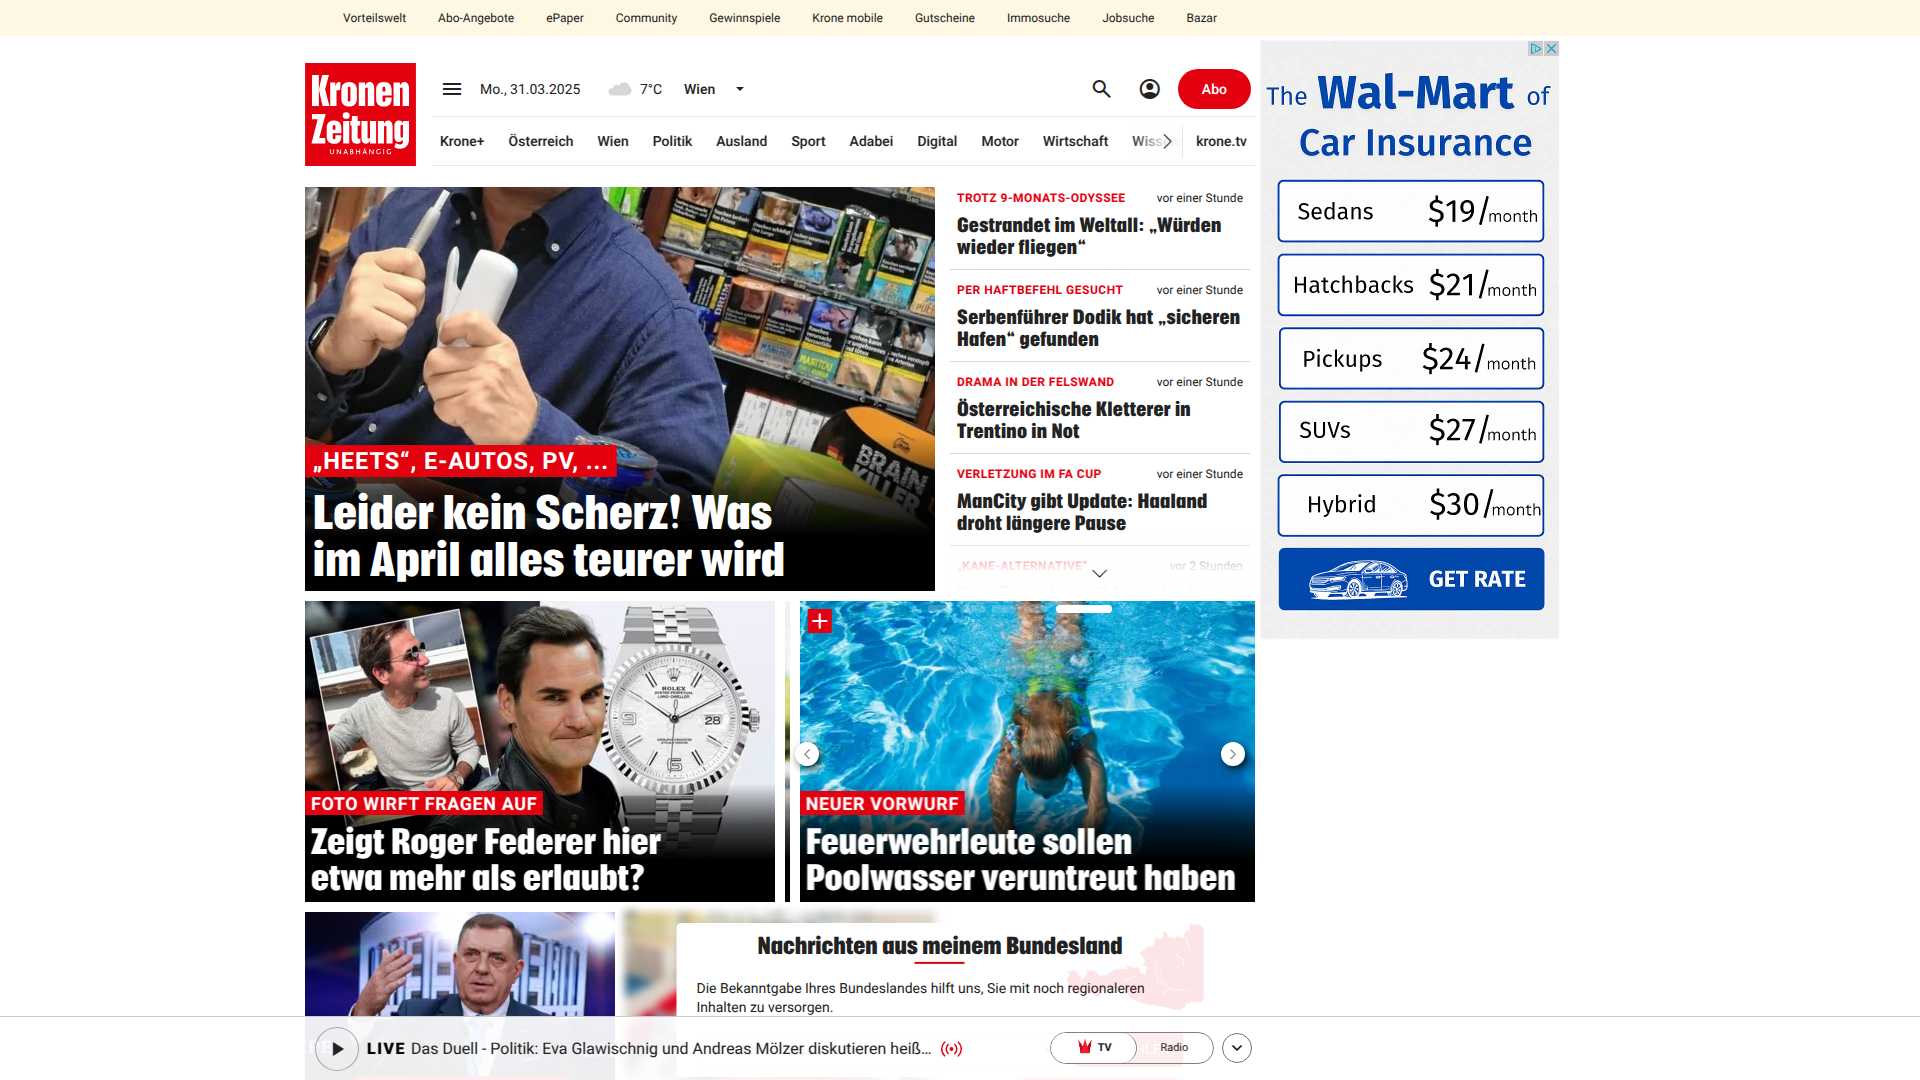 Vorteilswelt
Abo-Angebote
ePaper
Community
Gewinnspiele
Krone mobile
Gutscheine
Immosuche
Jobsuche
Bazar
Kronen
Zeitung
UNABHÄNGIG
Mo., 31.03.2025
7°C
Wien
Abo
Krone+
Österreich
Wien
Politik
Ausland
Sport
Adabei
Digital
Motor
Wirtschaft
Wiss
krone.tv
BRAIN
KILLER
„HEETS“, E-AUTOS, PV, ...
Leider kein Scherz! Was
im April alles teurer wird
TROTZ 9-MONATS-ODYSSEE
vor einer Stunde
Gestrandet im Weltall: „Würden
wieder fliegen“
PER HAFTBEFEHL GESUCHT
vor einer Stunde
Serbenführer Dodik hat „sicheren
Hafen“ gefunden
DRAMA IN DER FELSWAND
vor einer Stunde
Österreichische Kletterer in
Trentino in Not
VERLETZUNG IM FA CUP
vor einer Stunde
ManCity gibt Update: Haaland
droht längere Pause
„KANE-ALTERNATIVE“
vor 2 Stunden
ROLEX
28
FOTO WIRFT FRAGEN AUF
Zeigt Roger Federer hier
etwa mehr als erlaubt?
NEUER VORWURF
Feuerwehrleute sollen
Poolwasser veruntreut haben
Nachrichten aus meinem Bundesland
Die Bekanntgabe Ihres Bundeslandes hilft uns, Sie mit noch regionaleren
Inhalten zu versorgen.
LIVE Das Duell - Politik: Eva Glawischnig und Andreas Mölzer diskutieren heiß...
TV
Radio
The Wal-Mart of
Car Insurance
Sedans $19/month
Hatchbacks $21/month
Pickups $24/month
SUVs $27/month
Hybrid $30/month
GET RATE